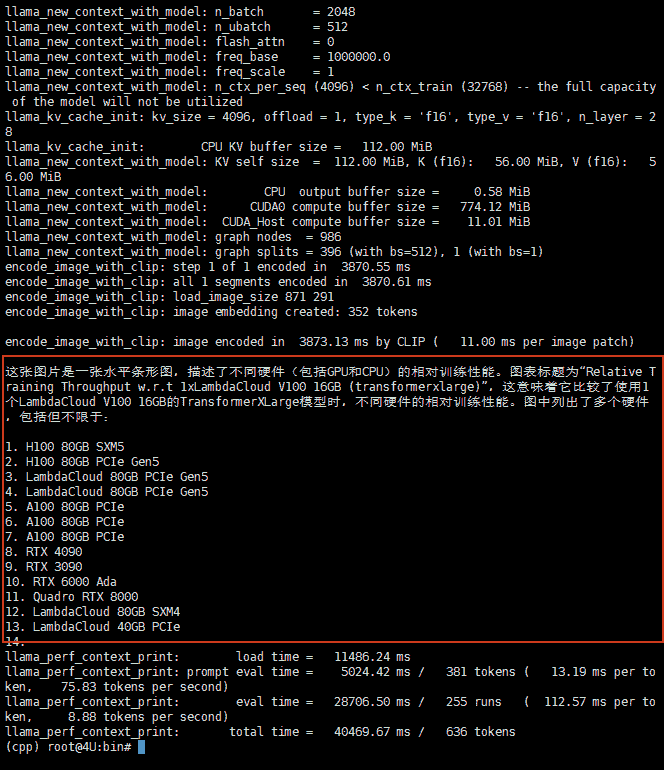 llama_new_context_with_model: n_batch       = 2048
llama_new_context_with_model: n_ubatch      = 512
llama_new_context_with_model: flash_attn    = 0
llama_new_context_with_model: freq_base     = 1000000.0
llama_new_context_with_model: freq_scale    = 1
llama_new_context_with_model: n_ctx_per_seq (4096) < n_ctx_train (32768) -- the full capacity
 of the model will not be utilized
llama_kv_cache_init: kv_size = 4096, offload = 1, type_k = 'f16', type_v = 'f16', n_layer = 2
8
llama_kv_cache_init:        CPU KV buffer size =   112.00 MiB
llama_new_context_with_model: KV self size  =  112.00 MiB, K (f16):   56.00 MiB, V (f16):   5
6.00 MiB
llama_new_context_with_model:        CPU  output buffer size =     0.58 MiB
llama_new_context_with_model:      CUDA0 compute buffer size =   774.12 MiB
llama_new_context_with_model:  CUDA_Host compute buffer size =    11.01 MiB
llama_new_context_with_model: graph nodes  = 986
llama_new_context_with_model: graph splits = 396 (with bs=512), 1 (with bs=1)
encode_image_with_clip: step 1 of 1 encoded in  3870.55 ms
encode_image_with_clip: all 1 segments encoded in  3870.61 ms
encode_image_with_clip: load_image_size 871 291
encode_image_with_clip: image embedding created: 352 tokens
encode_image_with_clip: image encoded in  3873.13 ms by CLIP (   11.00 ms per image patch)
这张图片是一张水平条形图，描述了不同硬件（包括GPU和CPU）的相对训练性能。图表标题为“Relative T
raining Throughput w.r.t 1xLambdaCloud V100 16GB (transformerxlarge)”，这意味着它比较了使用1
个LambdaCloud V100 16GB的TransformerXLarge模型时，不同硬件的相对训练性能。图中列出了多个硬件
，包括但不限于：
1. H100 80GB SXM5
2. H100 80GB PCIe Gen5
3. LambdaCloud 80GB PCIe Gen5
4. LambdaCloud 80GB PCIe Gen5
5. A100 80GB PCIe
6. A100 80GB PCIe
7. A100 80GB PCIe
8. RTX 4090
9. RTX 3090
10. RTX 6000 Ada
11. Quadro RTX 8000
12. LambdaCloud 80GB SXM4
13. LambdaCloud 40GB PCIe
14.
llama_perf_context_print:        load time =   11486.24 ms
llama_perf_context_print: prompt eval time =    5024.42 ms /   381 tokens (   13.19 ms per to
ken,    75.83 tokens per second)
llama_perf_context_print:        eval time =   28706.50 ms /   255 runs   (  112.57 ms per to
ken,     8.88 tokens per second)
llama_perf_context_print:       total time =   40469.67 ms /   636 tokens
(cpp) root@4U:bin#